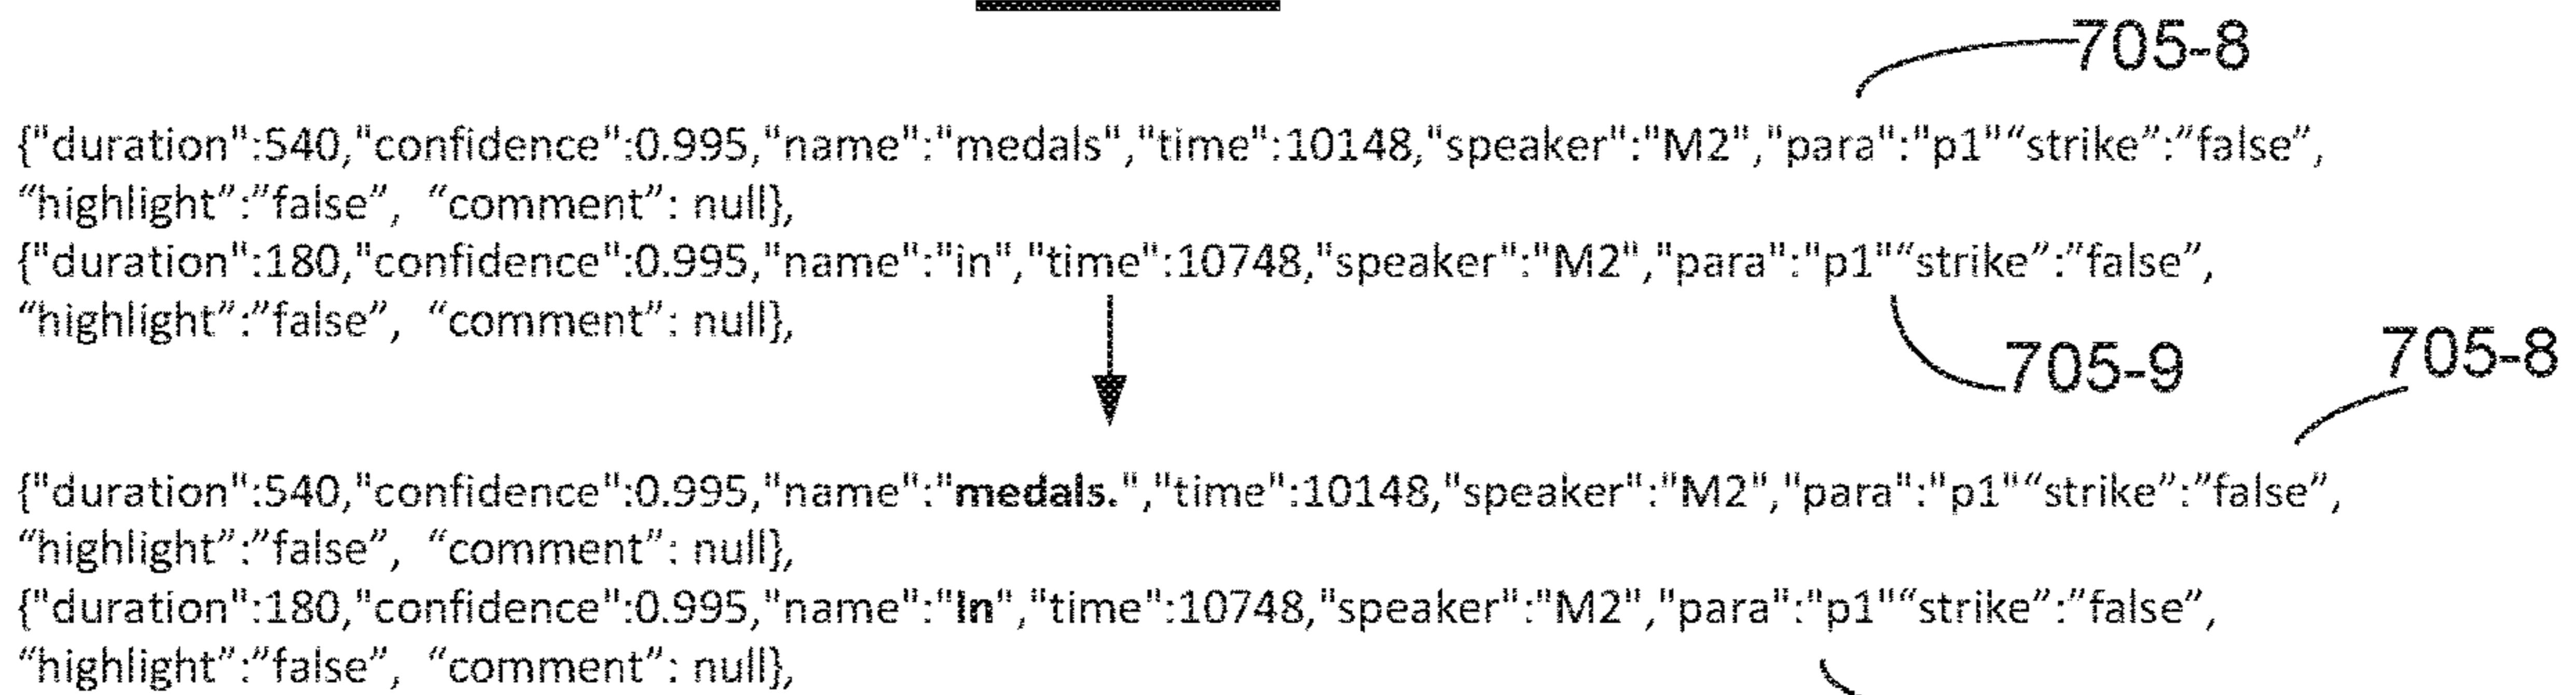 705-8
{"duration":540,"confidence":0.995,"name":"medals","time":10148,"speaker":"M2","para":"p1"“strike”:”false”,
“highlight”:”false”, “comment”: null},
{"duration":180,"confidence":0.995,"name":"in","time":10748,"speaker":"M2","para":"p1"“strike”:”false”,
“highlight”:”false”, “comment”: null},
705-9
705-8
{"duration":540,"confidence":0.995,"name":"medals.","time":10148,"speaker":"M2","para":"p1"“strike”:”false”,
“highlight”:”false”, “comment”: null},
{"duration":180,"confidence":0.995,"name":"In","time":10748,"speaker":"M2","para":"p1"“strike”:”false”,
“highlight”:”false”, “comment”: null},